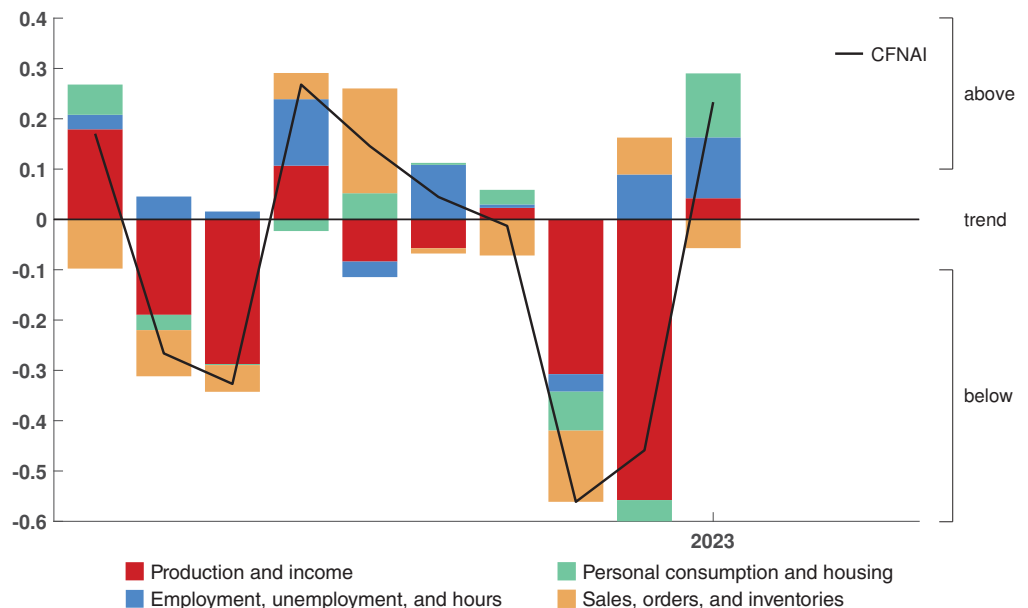 0.4
CFNAI
0.3
above
0.2
0.1
0
trend
-0.1
-0.2
-0.3
below
-0.4
-0.5
-0.6
2023
Production and income
Personal consumption and housing
Employment, unemployment, and hours
Sales, orders, and inventories